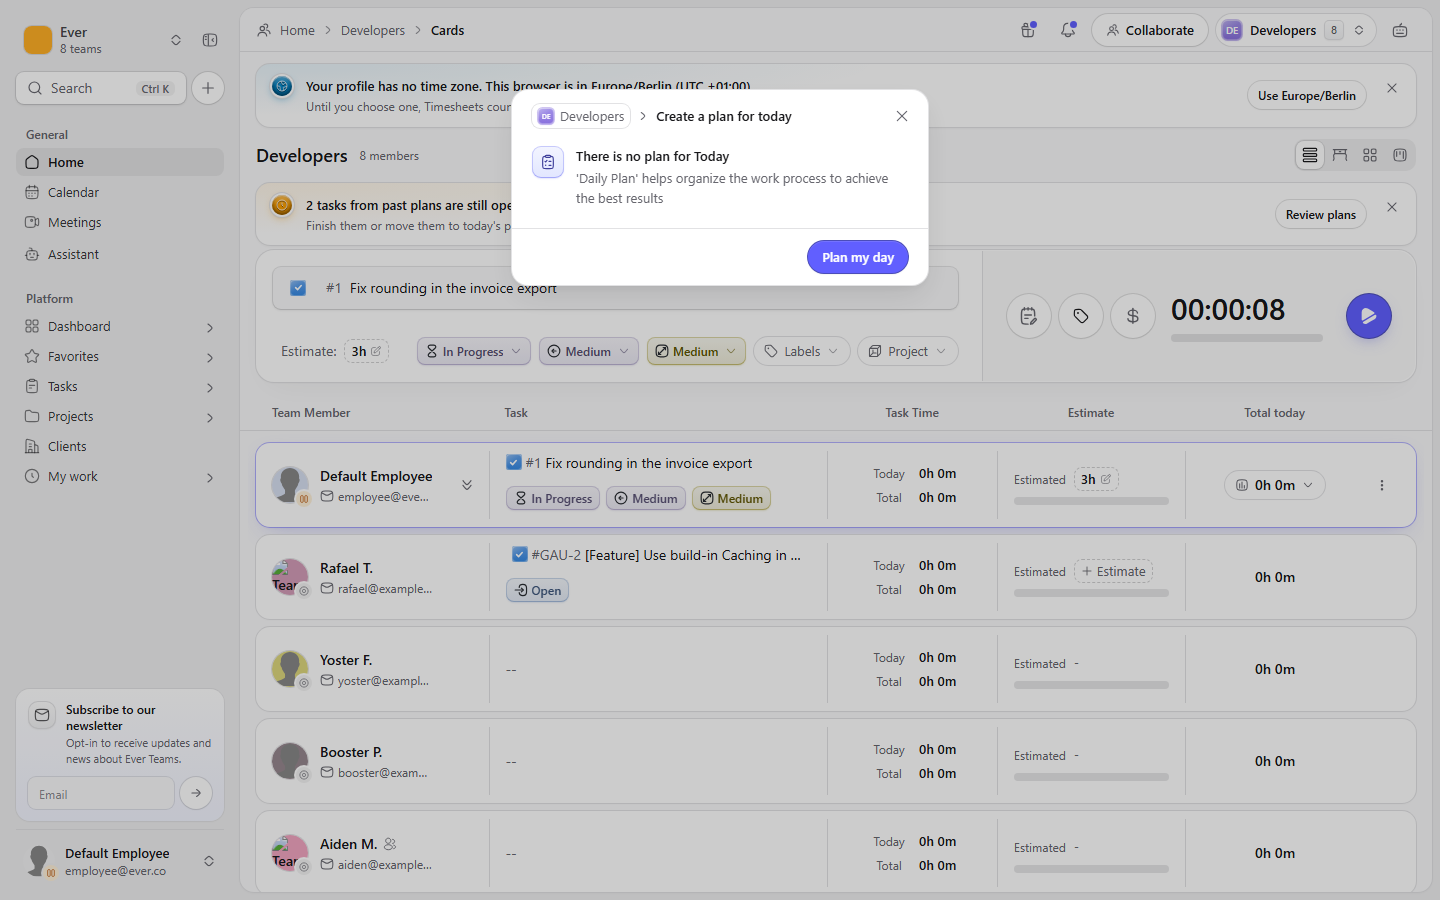 Ever
8 teams
Search
Ctrl K
General
Home
Calendar
Meetings
Assistant
Platform
Dashboard
Favorites
Tasks
Projects
Clients
My work
Subscribe to our
newsletter
Opt-in to receive updates and
news about Ever Teams.
Email
Default Employee
employee@ever.co
Home
Developers
Cards
Collaborate
DE
Developers
8
Your profile has no time zone. This browser is in Europe/Berlin (UTC +01:00)
Until you choose one, Timesheets cour
Use Europe/Berlin
Developers
8 members
2 tasks from past plans are still ope
Finish them or move them to today's p
Review plans
DE
Developers
Create a plan for today
There is no plan for Today
'Daily Plan' helps organize the work process to achieve
the best results
Plan my day
#1 Fix rounding in the invoice export
Estimate:
3h
In Progress
Medium
Medium
Labels
Project
00:00:08
Team Member
Task
Task Time
Estimate
Total today
Default Employee
employee@eve...
#1 Fix rounding in the invoice export
In Progress
Medium
Medium
Today 0h 0m
Total 0h 0m
Estimated 3h
0h 0m
Rafael T.
rafael@example...
#GAU-2 [Feature] Use build-in Caching in ...
Open
Today 0h 0m
Total 0h 0m
Estimated + Estimate
0h 0m
Yoster F.
yoster@exampl...
--
Today 0h 0m
Total 0h 0m
Estimated -
0h 0m
Booster P.
booster@exam...
--
Today 0h 0m
Total 0h 0m
Estimated -
0h 0m
Aiden M.
aiden@example...
--
Today 0h 0m
Total 0h 0m
Estimated -
0h 0m